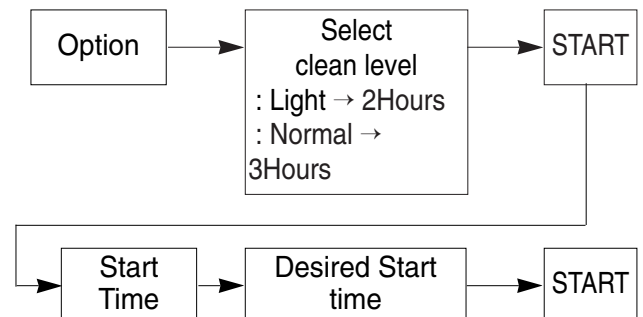 Option
Select
clean level
: Light → 2Hours
: Normal →
3Hours
START
Start
Time
Desired Start
time
START